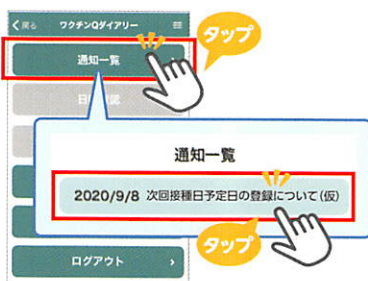 戻る ワクチンQダイアリー
タップ
通知一覧
通知一覧
2020/9/8 次回接種日予定日の登録について(仮)
タップ
ログアウト